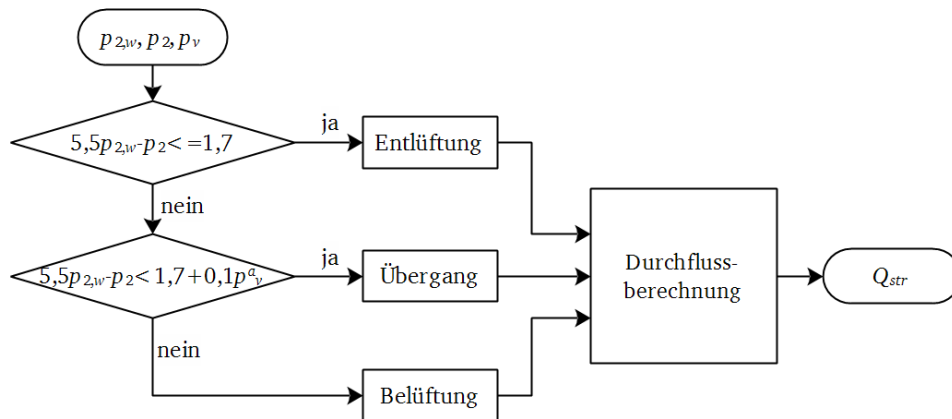 p2,w, p2, pv
5,5p2,w-p2< =1,7
ja
Entlüftung
nein
5,5p2,w-p2< 1,7+0,1pᵃv
ja
Übergang
Durchfluss-
berechnung
Qstr
nein
Belüftung